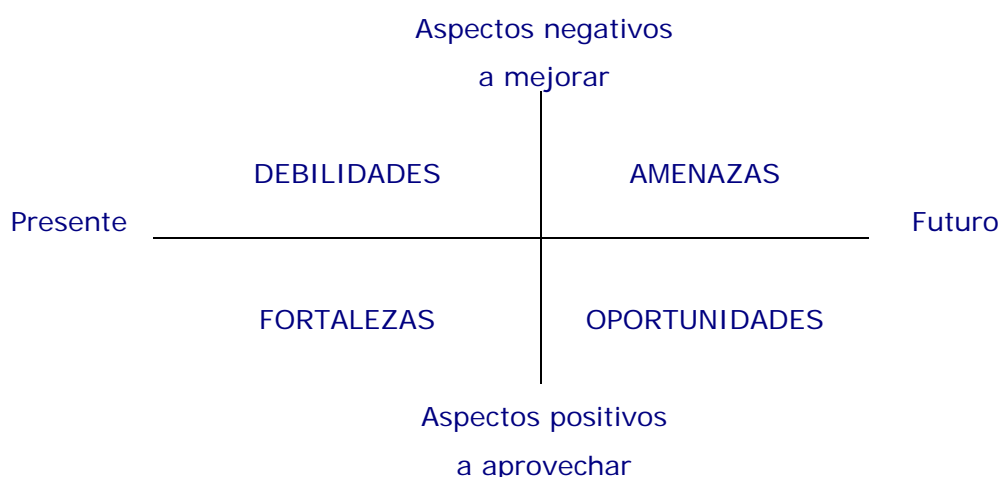 Aspectos negativos
a mejorar
DEBILIDADES AMENAZAS
Presente Futuro
FORTALEZAS OPORTUNIDADES
Aspectos positivos
a aprovechar